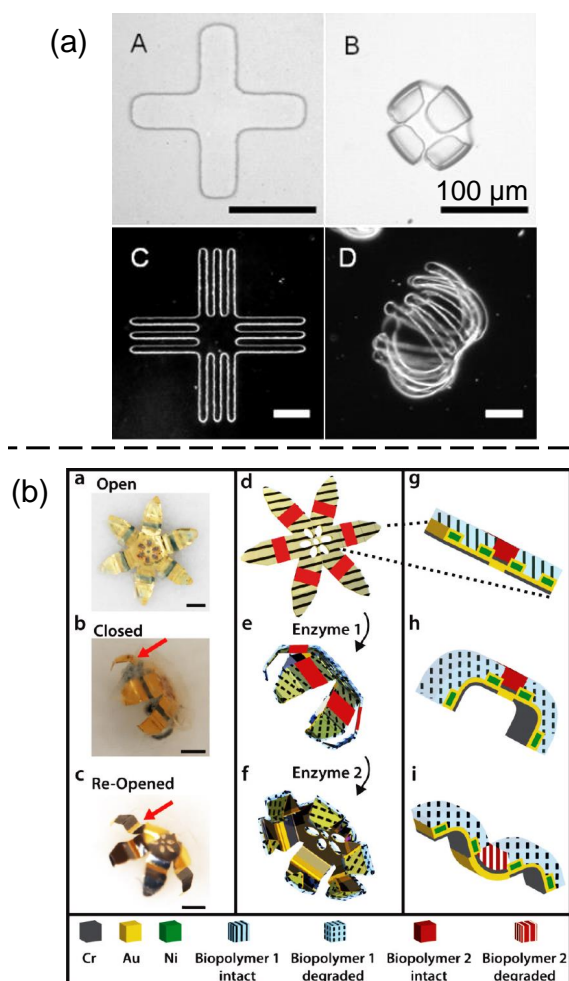 (a)
A
B
100 µm
C
D
(b)
a
Open
d
g
b
Closed
e
Enzyme 1
h
c
Re-Opened
f
Enzyme 2
i
Cr
Au
Ni
Biopolymer 1 intact
Biopolymer 1 degraded
Biopolymer 2 intact
Biopolymer 2 degraded